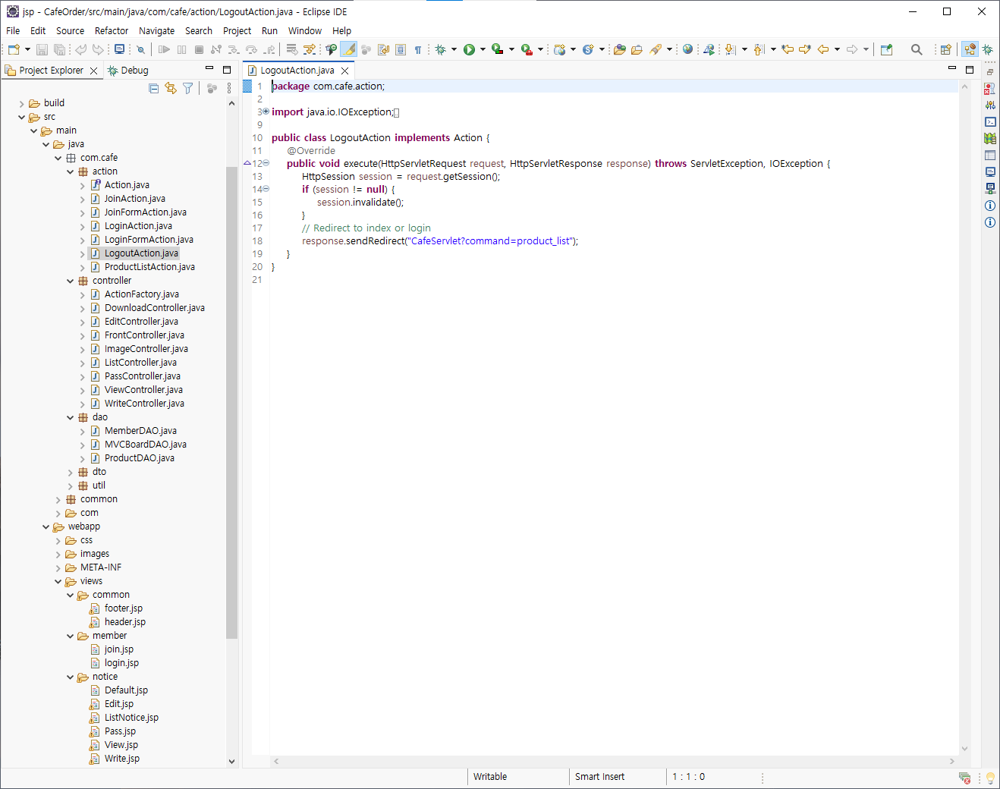 jsp - CafeOrder/src/main/java/com/cafe/action/LogoutAction.java - Eclipse IDE
File Edit Source Refactor Navigate Search Project Run Window Help
Project Explorer
Debug
LogoutAction.java
build
src
main
java
com.cafe
action
Action.java
JoinAction.java
JoinFormAction.java
LoginAction.java
LoginFormAction.java
LogoutAction.java
ProductListAction.java
controller
ActionFactory.java
DownloadController.java
EditController.java
FrontController.java
ImageController.java
ListController.java
PassController.java
ViewController.java
WriteController.java
dao
MemberDAO.java
MVCBoardDAO.java
ProductDAO.java
dto
util
common
com
webapp
css
images
META-INF
views
common
footer.jsp
header.jsp
member
join.jsp
login.jsp
notice
Default.jsp
Edit.jsp
ListNotice.jsp
Pass.jsp
View.jsp
Write.jsp
1 package com.cafe.action;
2
3 import java.io.IOException;
9
10 public class LogoutAction implements Action {
11 @Override
12 public void execute(HttpServletRequest request, HttpServletResponse response) throws ServletException, IOException {
13 HttpSession session = request.getSession();
14 if (session != null) {
15 session.invalidate();
16 }
17 // Redirect to index or login
18 response.sendRedirect("CafeServlet?command=product_list");
19 }
20 }
21
Writable
Smart Insert
1 : 1 : 0